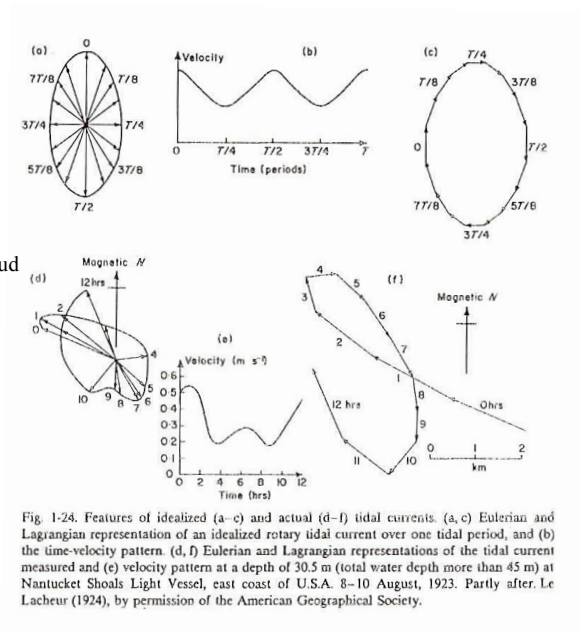 (a)
0
7T/8
T/8
3T/4
T/4
5T/8
3T/8
T/2
Velocity
(b)
0
T/4
T/2
3T/4
T
Time (periods)
(c)
T/4
T/8
3T/8
0
T/2
7T/8
5T/8
3T/4
ud
(d)
Magnetic N
12hrs
1
2
0
4
5
6
7
8
9
10
(e)
Velocity (m s⁻¹)
0·6
0·5
0·4
0·3
0·2
0·1
0
0 2 4 6 8 10 12
Time (hrs)
(f)
4
5
3
6
Magnetic N
2
7
1
8
0hrs
12 hrs
9
11
10
0 1 2
km
Fig. 1-24. Features of idealized (a–c) and actual (d–f) tidal currents. (a, c) Eulerian and
Lagrangian representation of an idealized rotary tidal current over one tidal period, and (b)
the time-velocity pattern. (d, f) Eulerian and Lagrangian representations of the tidal current
measured and (e) velocity pattern at a depth of 30.5 m (total water depth more than 45 m) at
Nantucket Shoals Light Vessel, east coast of U.S.A. 8–10 August, 1923. Partly after. Le
Lacheur (1924), by permission of the American Geographical Society.